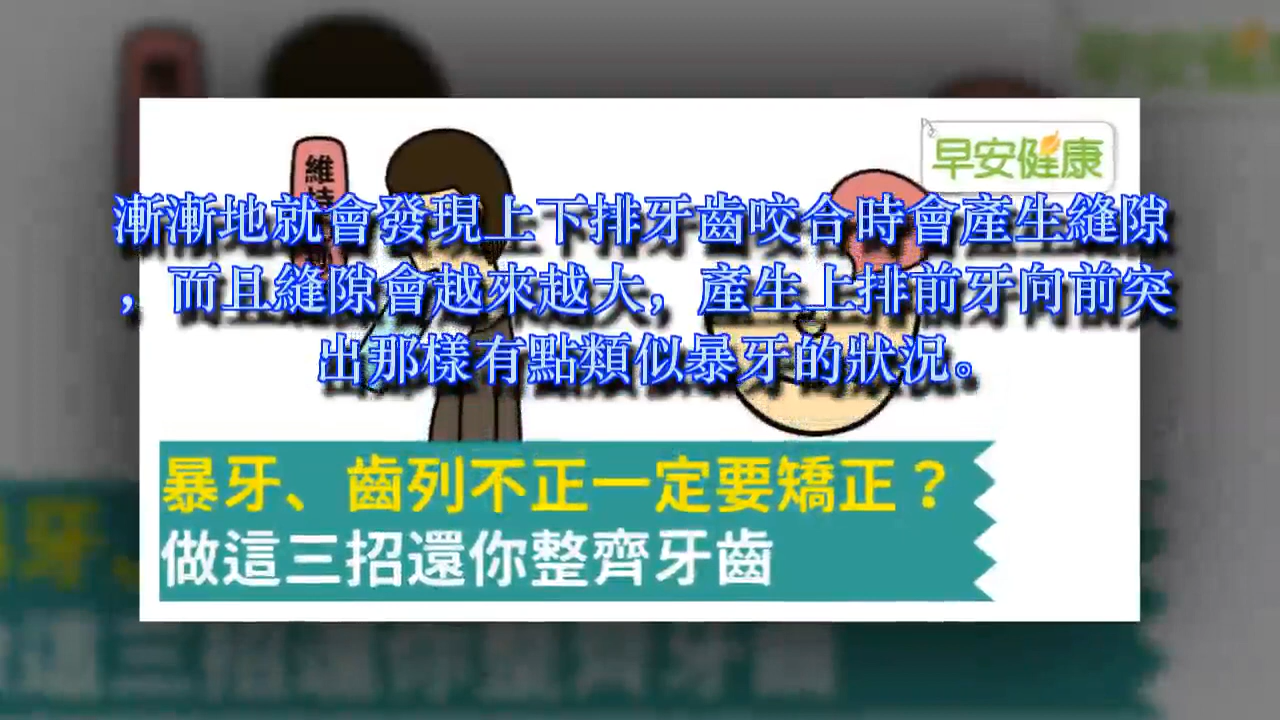 早安健康
維持
漸漸地就會發現上下排牙齒咬合時會產生縫隙
，而且縫隙會越來越大，產生上排前牙向前突
出那樣有點類似暴牙的狀況。
暴牙、齒列不正一定要矯正？
做這三招還你整齊牙齒